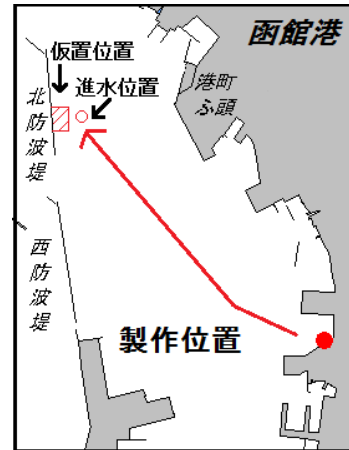 函館港
仮置位置
進水位置
港町
ふ頭
北防波堤
西防波堤
製作位置